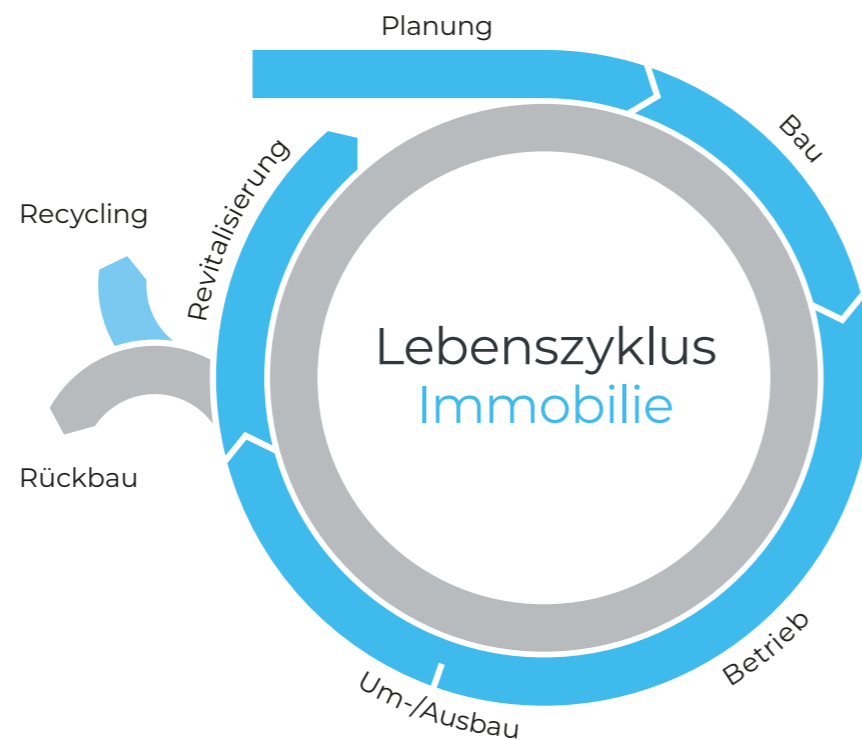 Planung
Bau
Revitalisierung
Recycling
Lebenszyklus
Immobilie
Rückbau
Betrieb
Um-/Ausbau